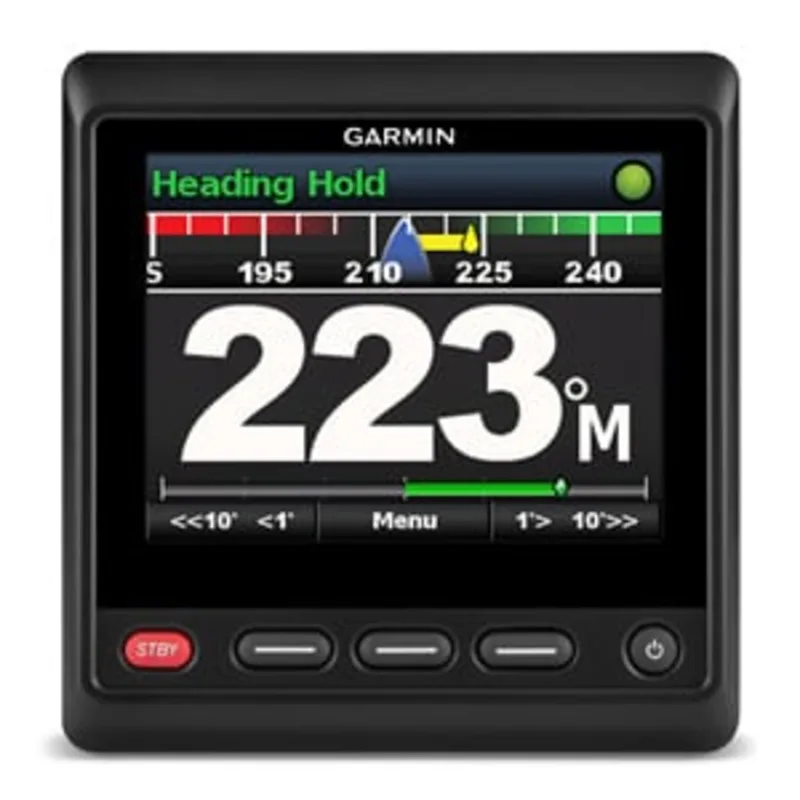 GARMIN
Heading Hold
S 195 210 225 240
223°M
<<10° <1° Menu 1°> 10°>>
STBY